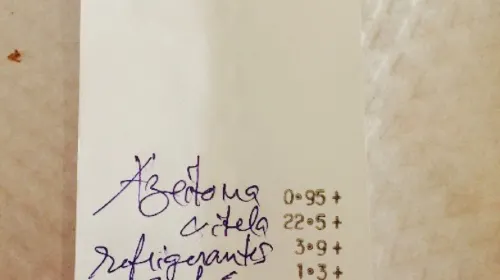 Azeitona 0·95 +
vitela 22·5 +
refrigerantes 3·9 +
1·3 +